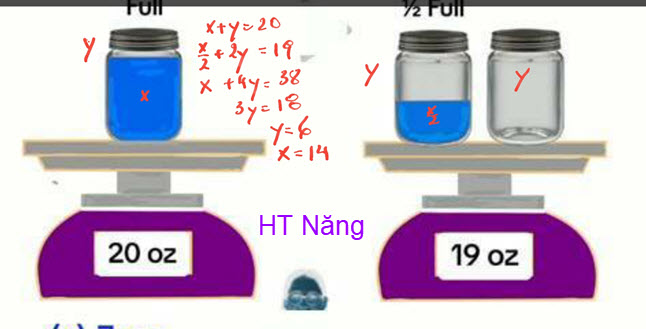 Full
½ Full
y
x
x+y=20
x/2+2y=19
x+4y=38
3y=18
y=6
x=14
y
x/2
y
HT Năng
20 oz
19 oz